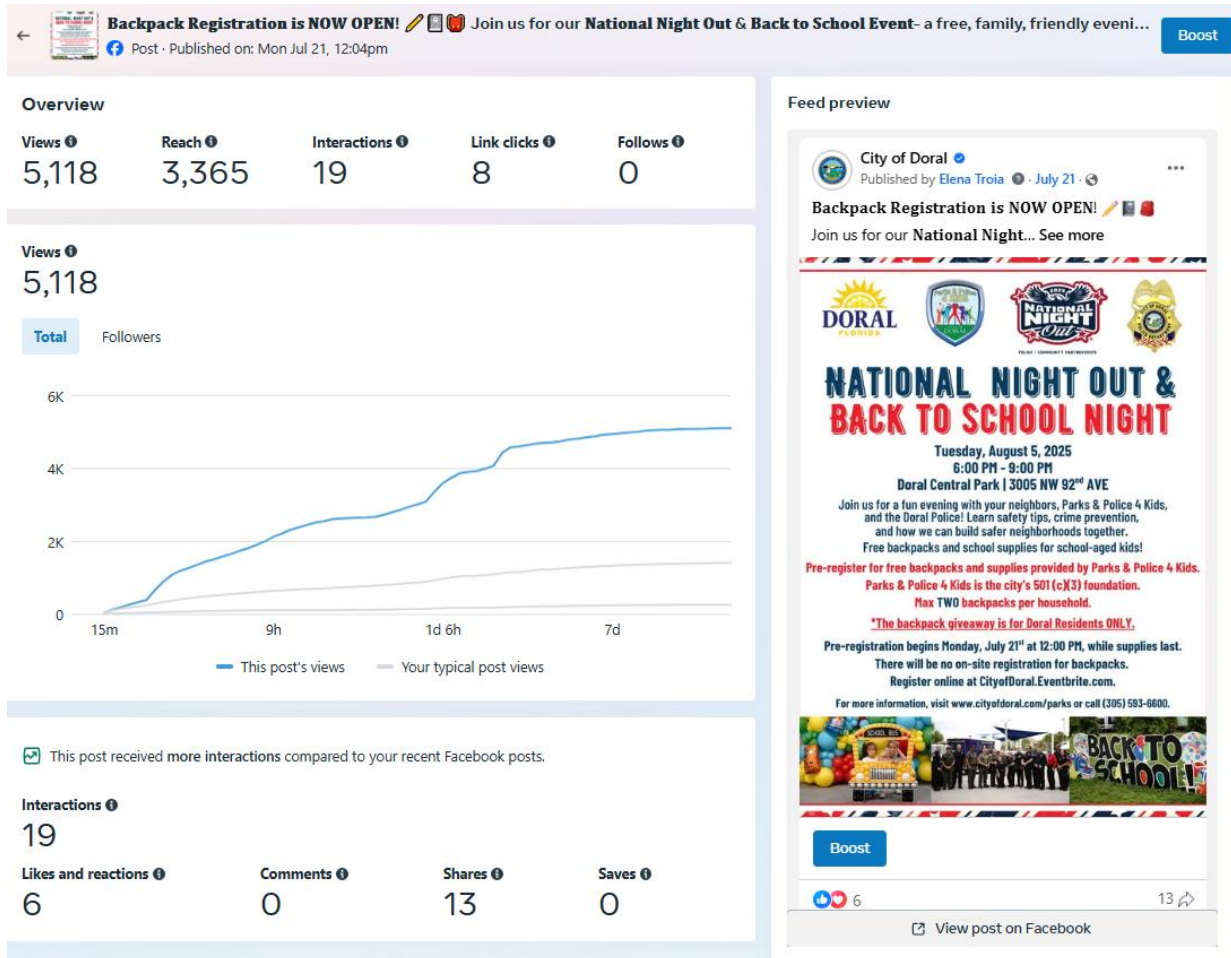 Backpack Registration is NOW OPEN! ✏️📓🎒 Join us for our National Night Out & Back to School Event- a free, family, friendly eveni...
Post · Published on: Mon Jul 21, 12:04pm
Boost
Overview
Views
5,118
Reach
3,365
Interactions
19
Link clicks
8
Follows
0
Views
5,118
Total
Followers
6K
4K
2K
0
15m
9h
1d 6h
7d
This post's views
Your typical post views
This post received more interactions compared to your recent Facebook posts.
Interactions
19
Likes and reactions
6
Comments
0
Shares
13
Saves
0
Feed preview
City of Doral
Published by Elena Troia · July 21 ·
Backpack Registration is NOW OPEN! ✏️📓🎒
Join us for our National Night... See more
DORAL
FLORIDA
Parks & Police
4 KIDS
DORAL
2025
NATIONAL
NIGHT
Out
POLICE · COMMUNITY PARTNERSHIPS
NATIONAL NIGHT OUT &
BACK TO SCHOOL NIGHT
Tuesday, August 5, 2025
6:00 PM - 9:00 PM
Doral Central Park | 3005 NW 92nd AVE
Join us for a fun evening with your neighbors, Parks & Police 4 Kids,
and the Doral Police! Learn safety tips, crime prevention,
and how we can build safer neighborhoods together.
Free backpacks and school supplies for school-aged kids!
Pre-register for free backpacks and supplies provided by Parks & Police 4 Kids.
Parks & Police 4 Kids is the city's 501 (c)(3) foundation.
Max TWO backpacks per household.
*The backpack giveaway is for Doral Residents ONLY.
Pre-registration begins Monday, July 21st at 12:00 PM, while supplies last.
There will be no on-site registration for backpacks.
Register online at CityofDoral.Eventbrite.com.
For more information, visit www.cityofdoral.com/parks or call (305) 593-6600.
SCHOOL BUS
BACK TO
SCHOOL!
Boost
6
13
View post on Facebook